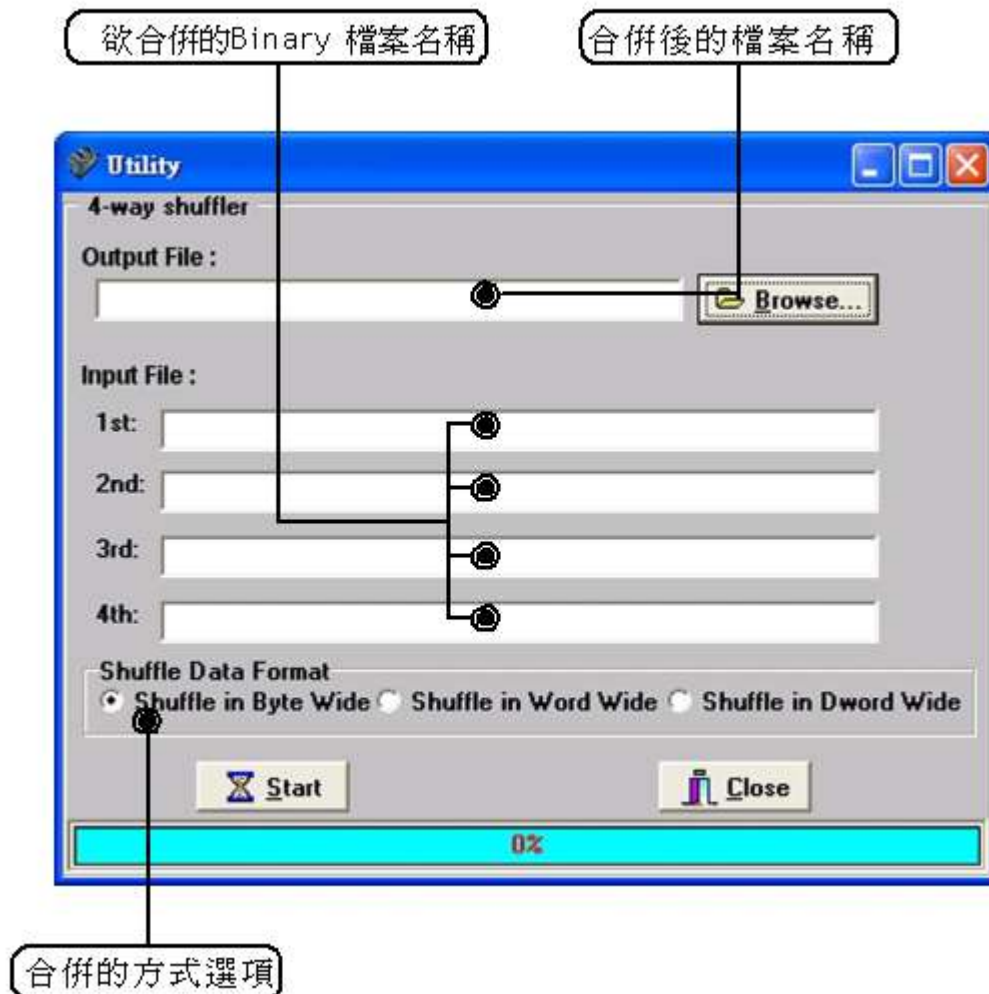 欲合併的Binary 檔案名稱
合併後的檔案名稱
Utility
4-way shuffler
Output File :
Browse...
Input File :
1st:
2nd:
3rd:
4th:
Shuffle Data Format
Shuffle in Byte Wide
Shuffle in Word Wide
Shuffle in Dword Wide
Start
Close
0%
合併的方式選項